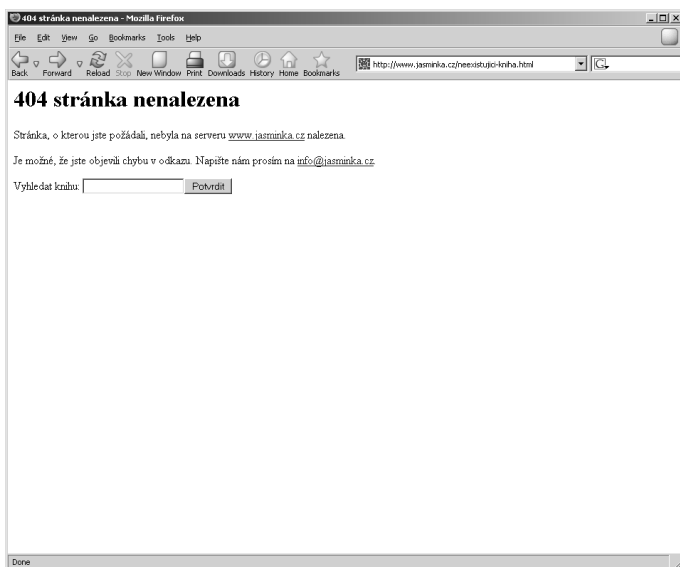 404 stránka nenalezena - Mozilla Firefox
File Edit View Go Bookmarks Tools Help
Back Forward Reload Stop New Window Print Downloads History Home Bookmarks http://www.jasminka.cz/neexistujici-kniha.html G
404 stránka nenalezena
Stránka, o kterou jste požádali, nebyla na serveru www.jasminka.cz nalezena.
Je možné, že jste objevili chybu v odkazu. Napište nám prosím na info@jasminka.cz.
Vyhledat knihu: Potvrdit
Done